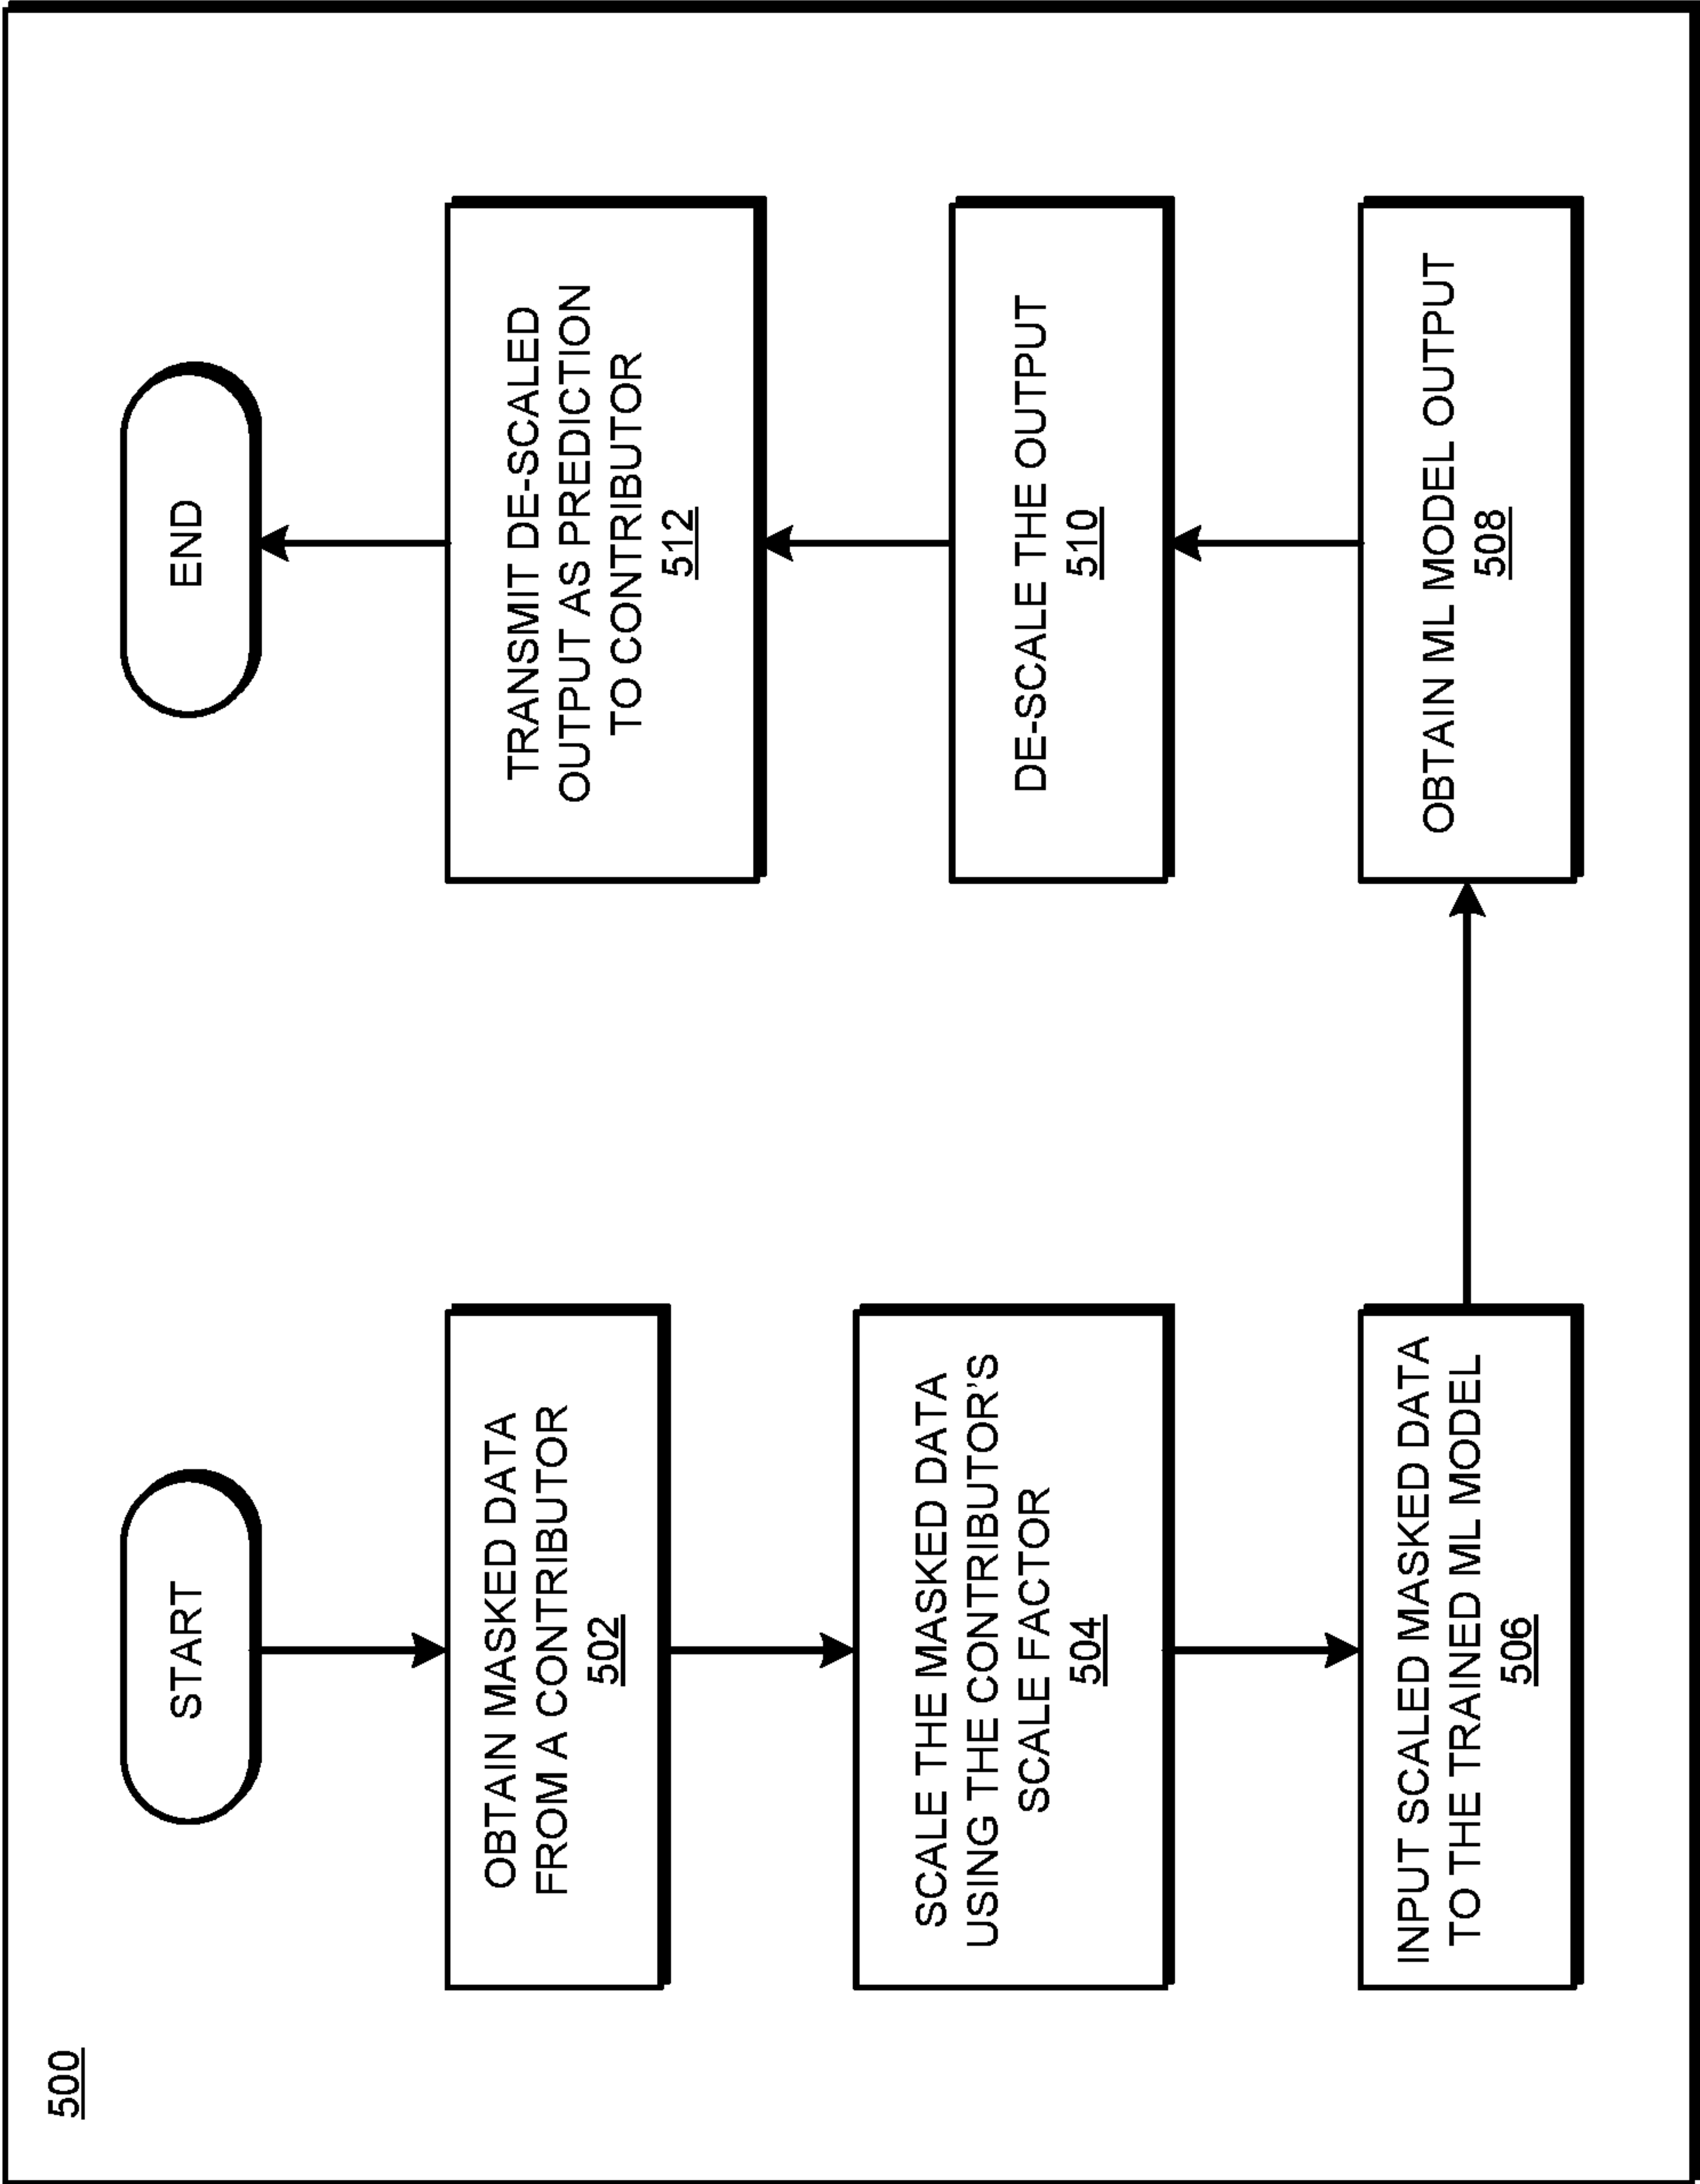 500
START
OBTAIN MASKED DATA
FROM A CONTRIBUTOR
502
SCALE THE MASKED DATA
USING THE CONTRIBUTOR'S
SCALE FACTOR
504
INPUT SCALED MASKED DATA
TO THE TRAINED ML MODEL
506
OBTAIN ML MODEL OUTPUT
508
DE-SCALE THE OUTPUT
510
TRANSMIT DE-SCALED
OUTPUT AS PREDICTION
TO CONTRIBUTOR
512
END